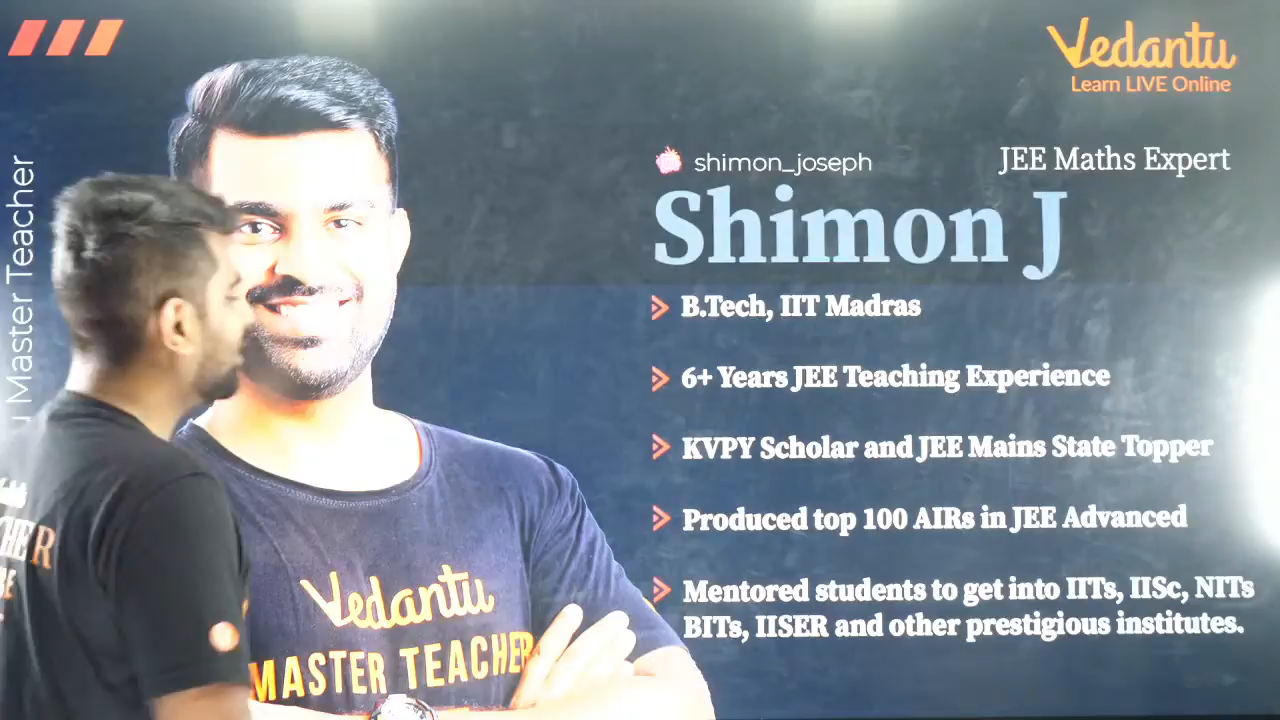 Vedantu
Learn LIVE Online
Master Teacher
shimon_joseph
JEE Maths Expert
Shimon J
B.Tech, IIT Madras
6+ Years JEE Teaching Experience
KVPY Scholar and JEE Mains State Topper
Produced top 100 AIRs in JEE Advanced
Mentored students to get into IITs, IISc, NITs
BITs, IISER and other prestigious institutes.
Vedantu
MASTER TEACHER